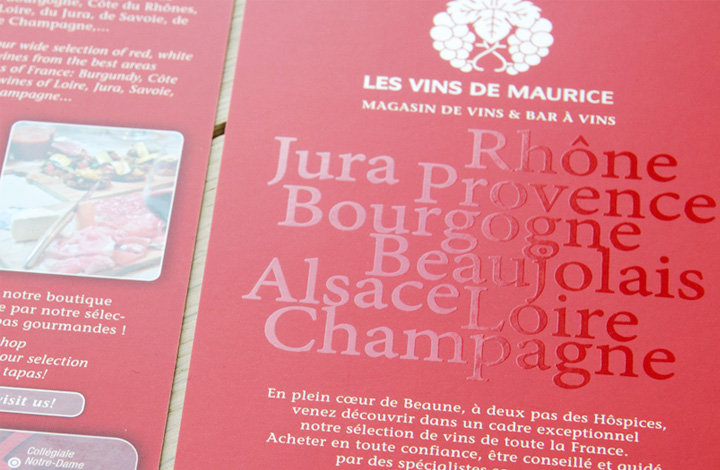 ourgogne, Côte du Rhônes,
Loire, du Jura, de Savoie, de
Champagne,...
our wide selection of red, white
wines from the best areas
s of France: Burgundy, Côte
wines of Loire, Jura, Savoie,
hampagne...
notre boutique
e par notre sélec-
pas gourmandes !
hop
our selection
tapas!
visit us!
Collégiale
Notre-Dame
LES VINS DE MAURICE
MAGASIN DE VINS & BAR À VINS
Rhône
Jura Provence
Bourgogne
Beaujolais
Alsace Loire
Champagne
En plein cœur de Beaune, à deux pas des Hôspices,
venez découvrir dans un cadre exceptionnel
notre sélection de vins de toute la France.
Acheter en toute confiance, être conseillé et guidé
par des spécialistes